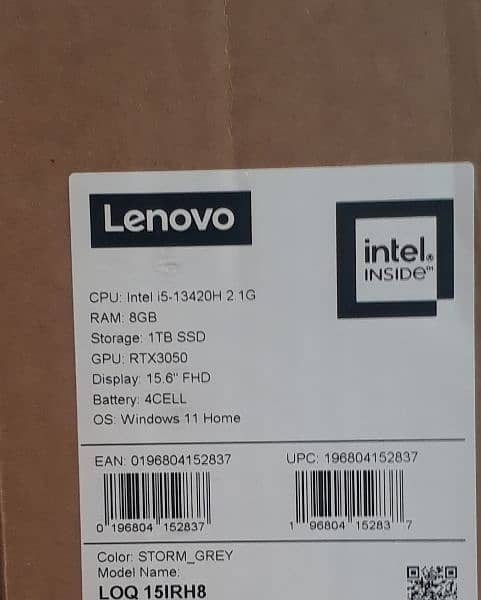 Lenovo
intel®
INSIDe™
CPU: Intel i5-13420H 2.1G
RAM: 8GB
Storage: 1TB SSD
GPU: RTX3050
Display: 15.6" FHD
Battery: 4CELL
OS: Windows 11 Home
EAN: 0196804152837
UPC: 196804152837
0 196804 152837
1 96804 15283 7
Color: STORM_GREY
Model Name:
LOQ 15IRH8